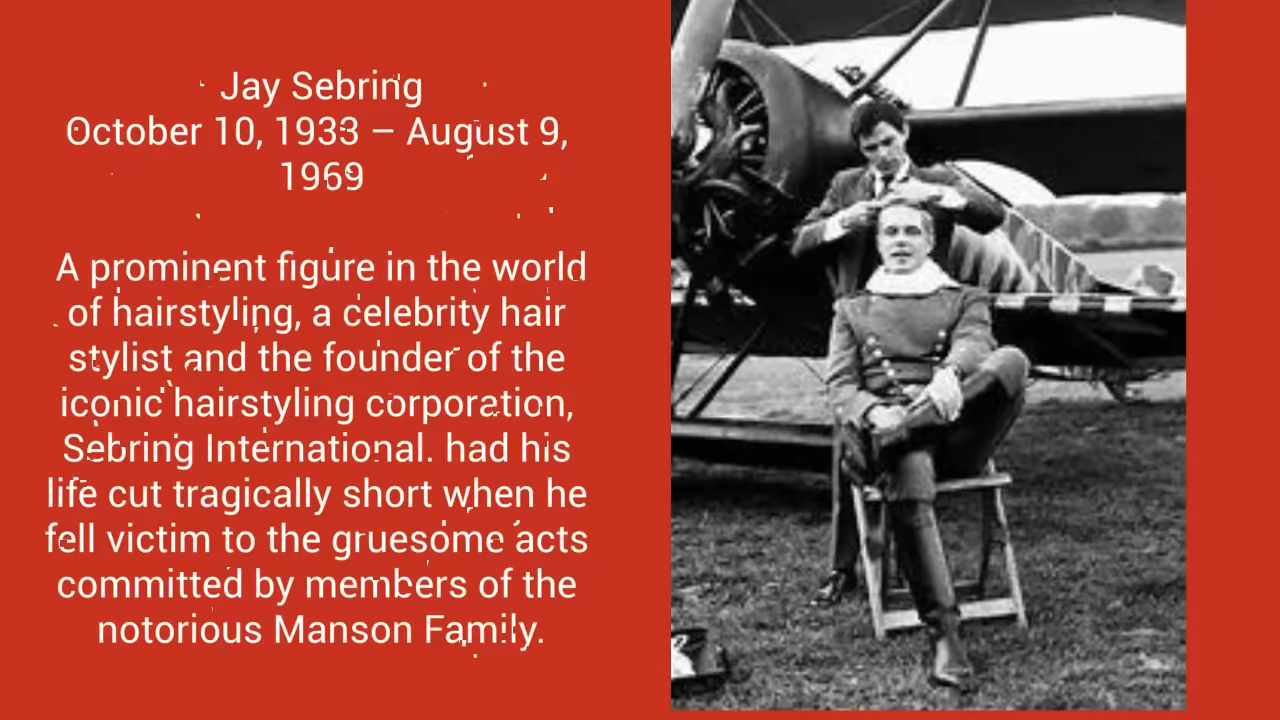 Jay Sebring
October 10, 1933 – August 9,
1969
A prominent figure in the world
of hairstyling, a celebrity hair
stylist and the founder of the
iconic hairstyling corporation,
Sebring International. had his
life cut tragically short when he
fell victim to the gruesome acts
committed by members of the
notorious Manson Family.